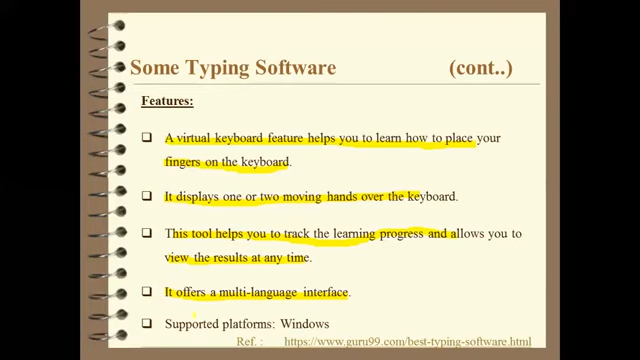 Some Typing Software (cont..)
Features:
❑ A virtual keyboard feature helps you to learn how to place your
fingers on the keyboard.
❑ It displays one or two moving hands over the keyboard.
❑ This tool helps you to track the learning progress and allows you to
view the results at any time.
❑ It offers a multi-language interface.
❑ Supported platforms: Windows
Ref. : https://www.guru99.com/best-typing-software.html